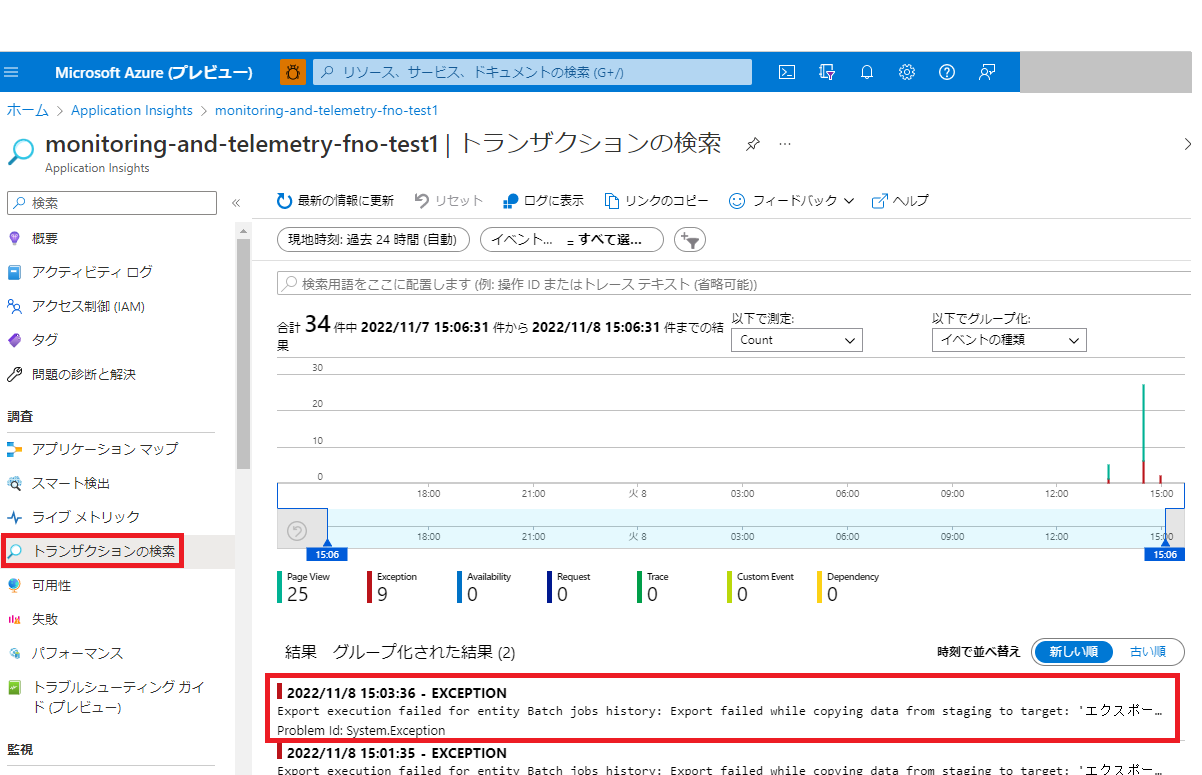 Microsoft Azure (プレビュー)
リソース、サービス、ドキュメントの検索 (G+/)
ホーム > Application Insights > monitoring-and-telemetry-fno-test1
monitoring-and-telemetry-fno-test1 | トランザクションの検索
Application Insights
検索
概要
アクティビティ ログ
アクセス制御 (IAM)
タグ
問題の診断と解決
調査
アプリケーション マップ
スマート検出
ライブ メトリック
トランザクションの検索
可用性
失敗
パフォーマンス
トラブルシューティング ガイ
ド (プレビュー)
監視
最新の情報に更新 リセット ログに表示 リンクのコピー フィードバック ヘルプ
現地時刻: 過去 24 時間 (自動) イベント... = すべて選...
検索用語をここに配置します (例: 操作 ID またはトレース テキスト (省略可能))
合計 34 件中 2022/11/7 15:06:31 件から 2022/11/8 15:06:31 件までの結
果
以下で測定:
Count
以下でグループ化:
イベントの種類
30
20
10
0
18:00 21:00 火 8 03:00 06:00 09:00 12:00 15:00
18:00 21:00 火 8 03:00 06:00 09:00 12:00 15:00
15:06 15:06
Page View Exception Availability Request Trace Custom Event Dependency
25 9 0 0 0 0 0
結果 グループ化された結果 (2)
時刻で並べ替え 新しい順 古い順
2022/11/8 15:03:36 - EXCEPTION
Export execution failed for entity Batch jobs history: Export failed while copying data from staging to target: 'エクスポー…
Problem Id: System.Exception
2022/11/8 15:01:35 - EXCEPTION
Export execution failed for entity Batch jobs history: Export failed while copying data from staging to target: 'エクスポー…